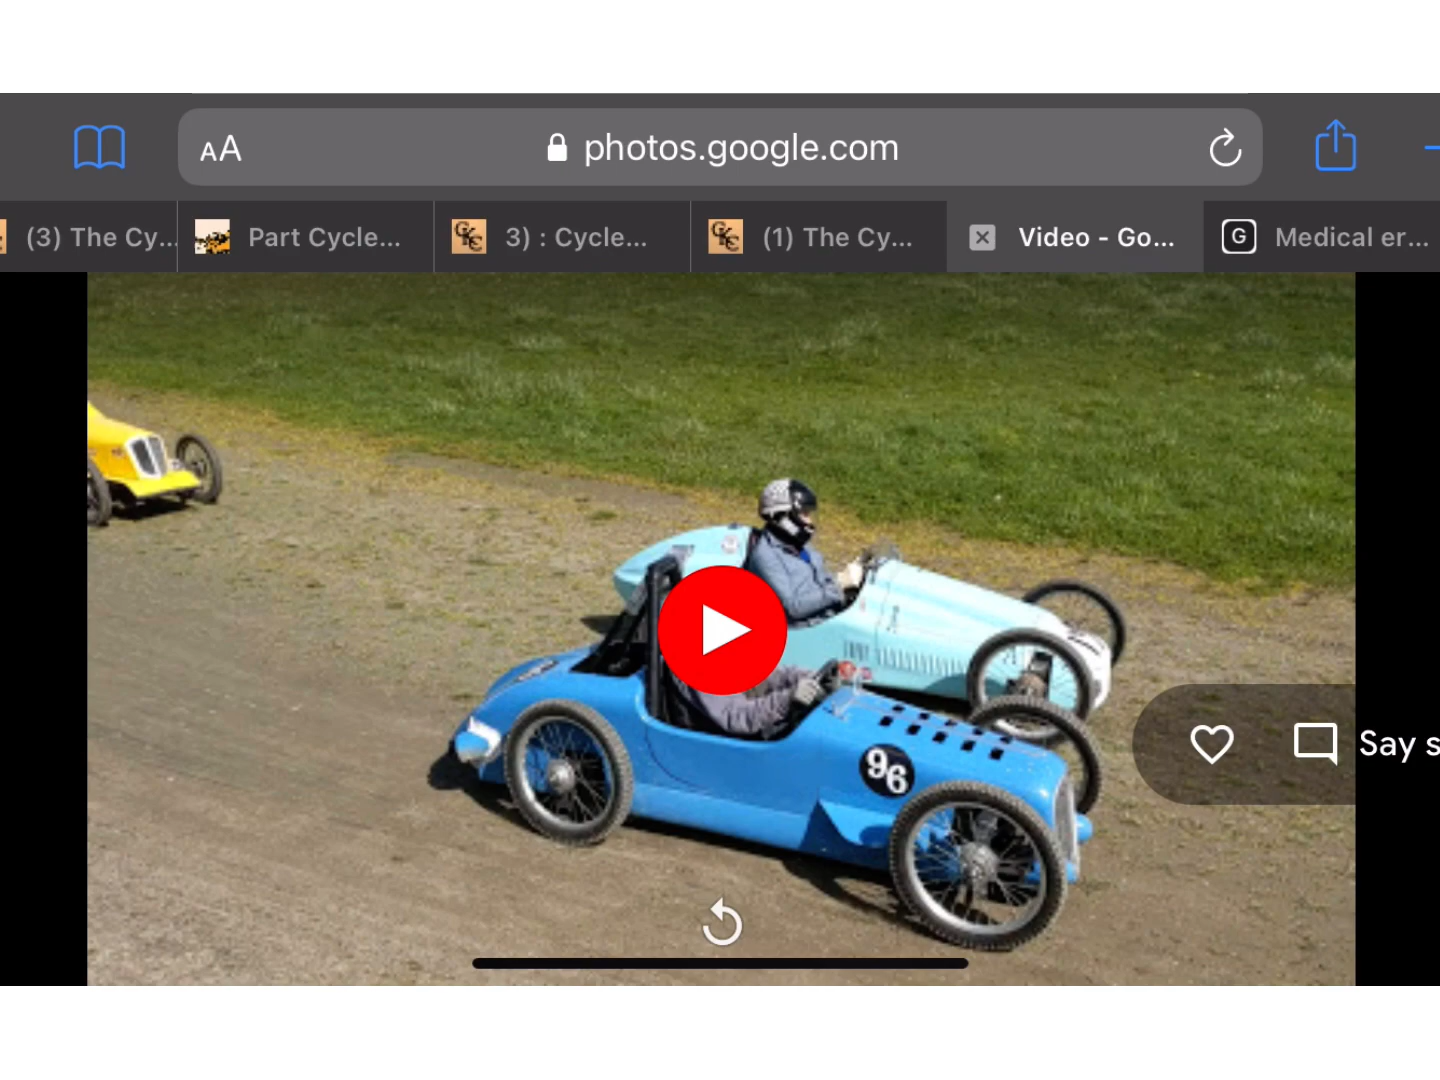 AA photos.google.com
(3) The Cy... Part Cycle... 3) : Cycle... (1) The Cy... Video - Go... G Medical er...
96
Say s